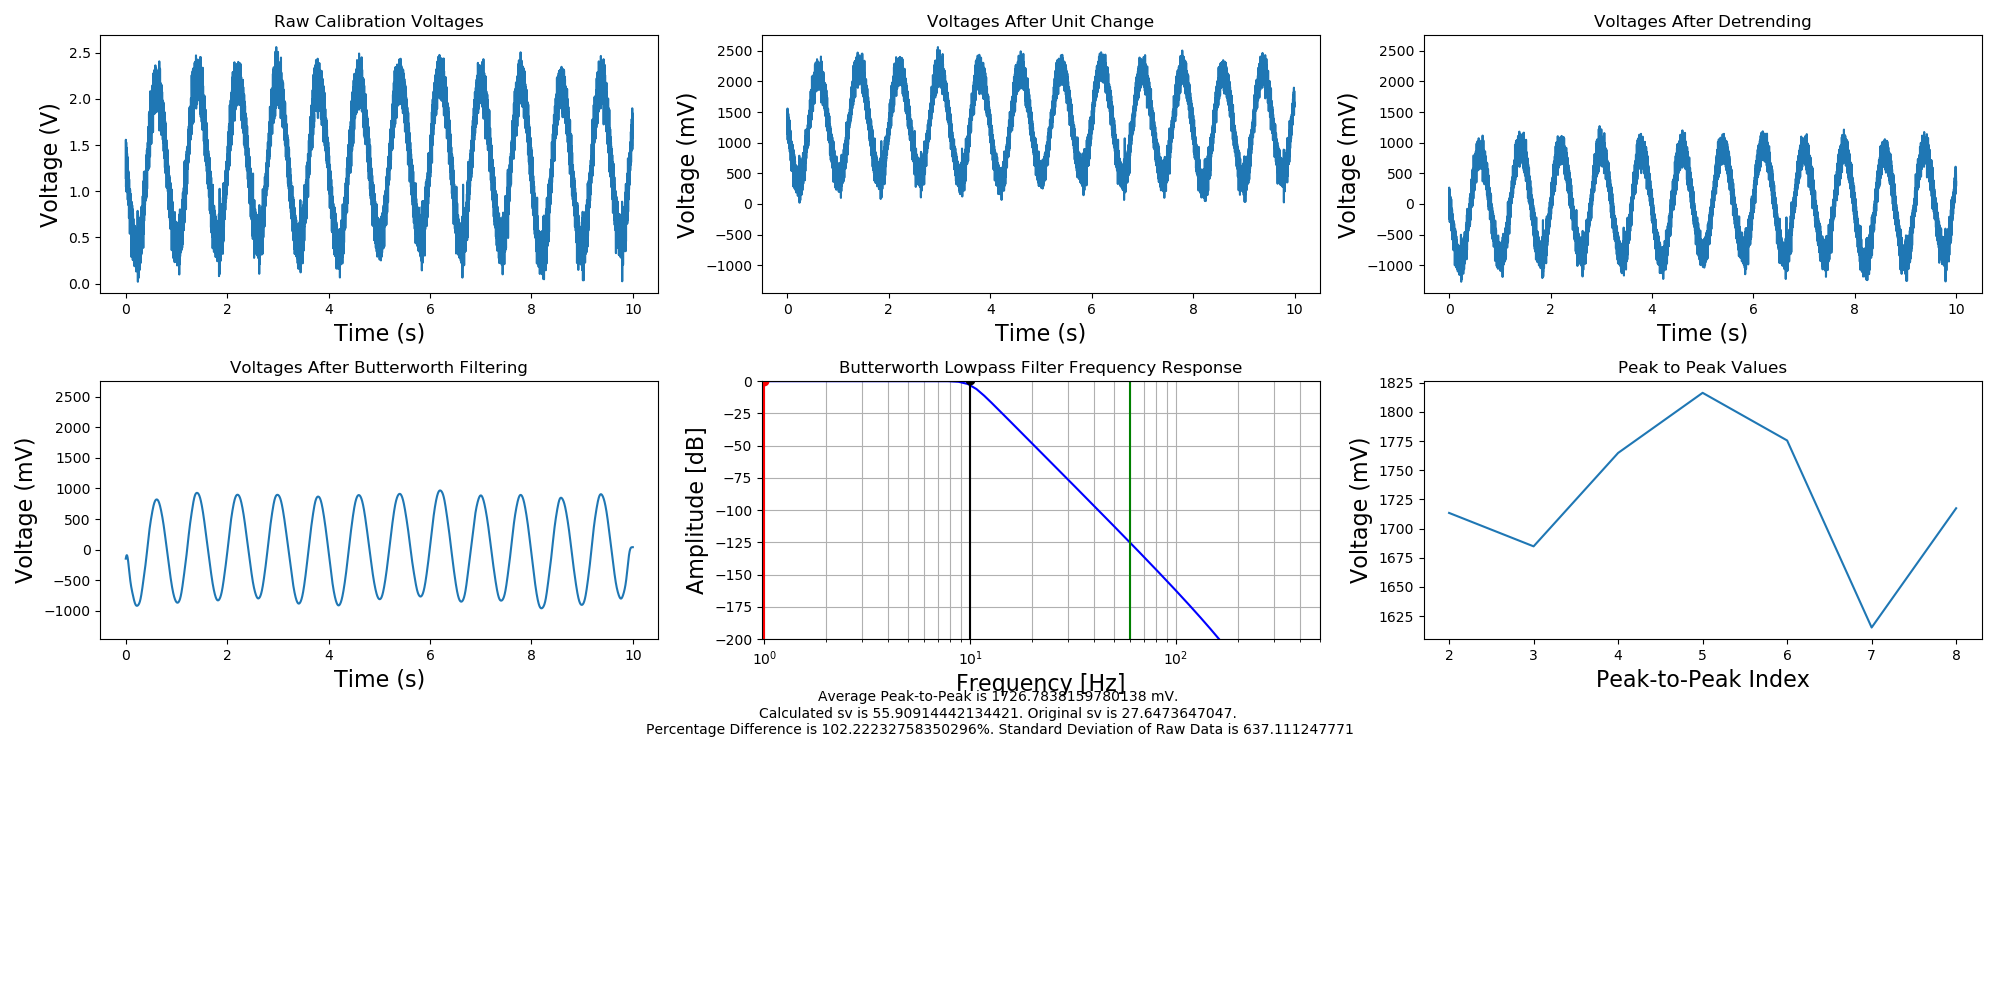 Raw Calibration Voltages
Voltage (V)
2.5
2.0
1.5
1.0
0.5
0.0
0 2 4 6 8 10
Time (s)
Voltages After Unit Change
Voltage (mV)
2500
2000
1500
1000
500
0
−500
−1000
0 2 4 6 8 10
Time (s)
Voltages After Detrending
Voltage (mV)
2500
2000
1500
1000
500
0
−500
−1000
0 2 4 6 8 10
Time (s)
Voltages After Butterworth Filtering
Voltage (mV)
2500
2000
1500
1000
500
0
−500
−1000
0 2 4 6 8 10
Time (s)
Butterworth Lowpass Filter Frequency Response
Amplitude [dB]
0
−25
−50
−75
−100
−125
−150
−175
−200
10⁰ 10¹ 10²
Frequency [Hz]
Peak to Peak Values
Voltage (mV)
1825
1800
1775
1750
1725
1700
1675
1650
1625
2 3 4 5 6 7 8
Peak-to-Peak Index
Average Peak-to-Peak is 1726.7838159780138 mV.
Calculated sv is 55.90914442134421. Original sv is 27.6473647047.
Percentage Difference is 102.22232758350296%. Standard Deviation of Raw Data is 637.111247771